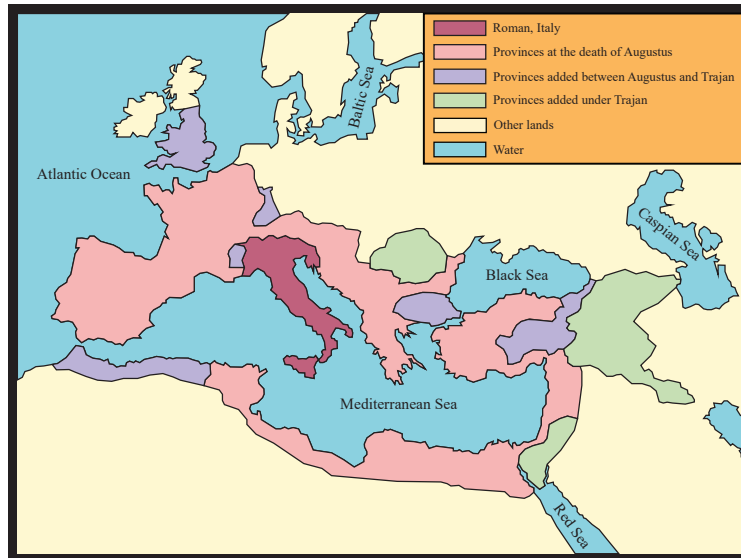 Roman, Italy
Provinces at the death of Augustus
Provinces added between Augustus and Trajan
Provinces added under Trajan
Other lands
Water
Baltic Sea
Atlantic Ocean
Caspian Sea
Black Sea
Mediterranean Sea
Red Sea